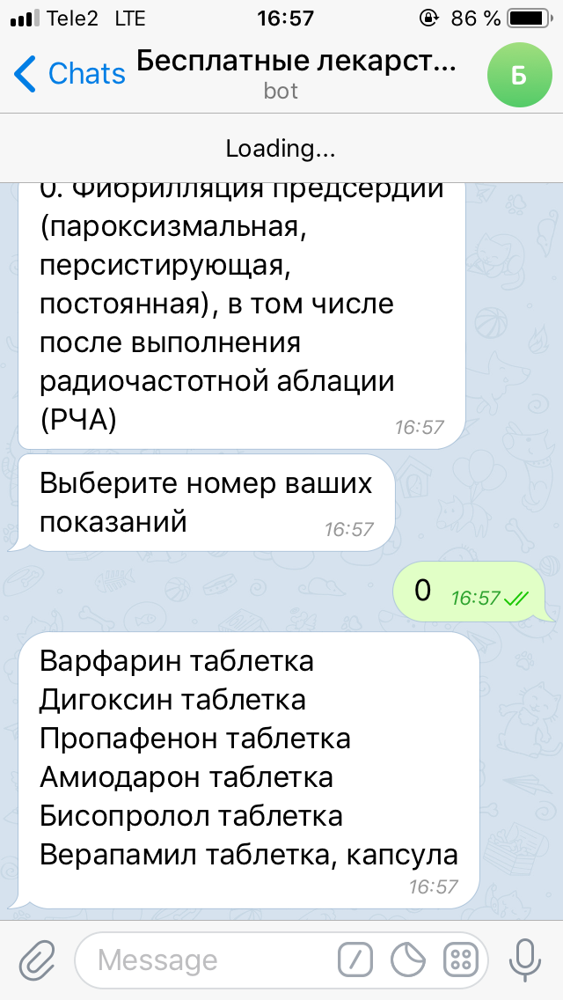 Tele2 LTE 16:57 86 %
Chats Бесплатные лекарст...
bot
Б
Loading...
0. Фибрилляция предсердий
(пароксизмальная,
персистирующая,
постоянная), в том числе
после выполнения
радиочастотной аблации
(РЧА)
16:57
Выберите номер ваших
показаний
16:57
0 16:57
Варфарин таблетка
Дигоксин таблетка
Пропафенон таблетка
Амиодарон таблетка
Бисопролол таблетка
Верапамил таблетка, капсула
16:57
Message